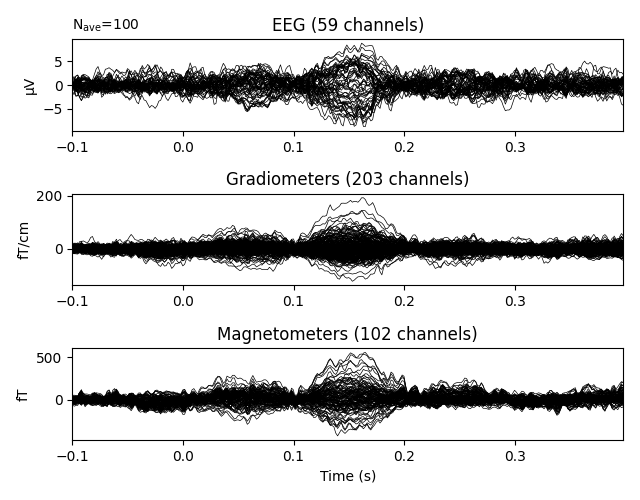 N_ave=100
EEG (59 channels)
5
0
−5
µV
−0.1 0.0 0.1 0.2 0.3
Gradiometers (203 channels)
200
0
fT/cm
−0.1 0.0 0.1 0.2 0.3
Magnetometers (102 channels)
500
0
fT
−0.1 0.0 0.1 0.2 0.3
Time (s)